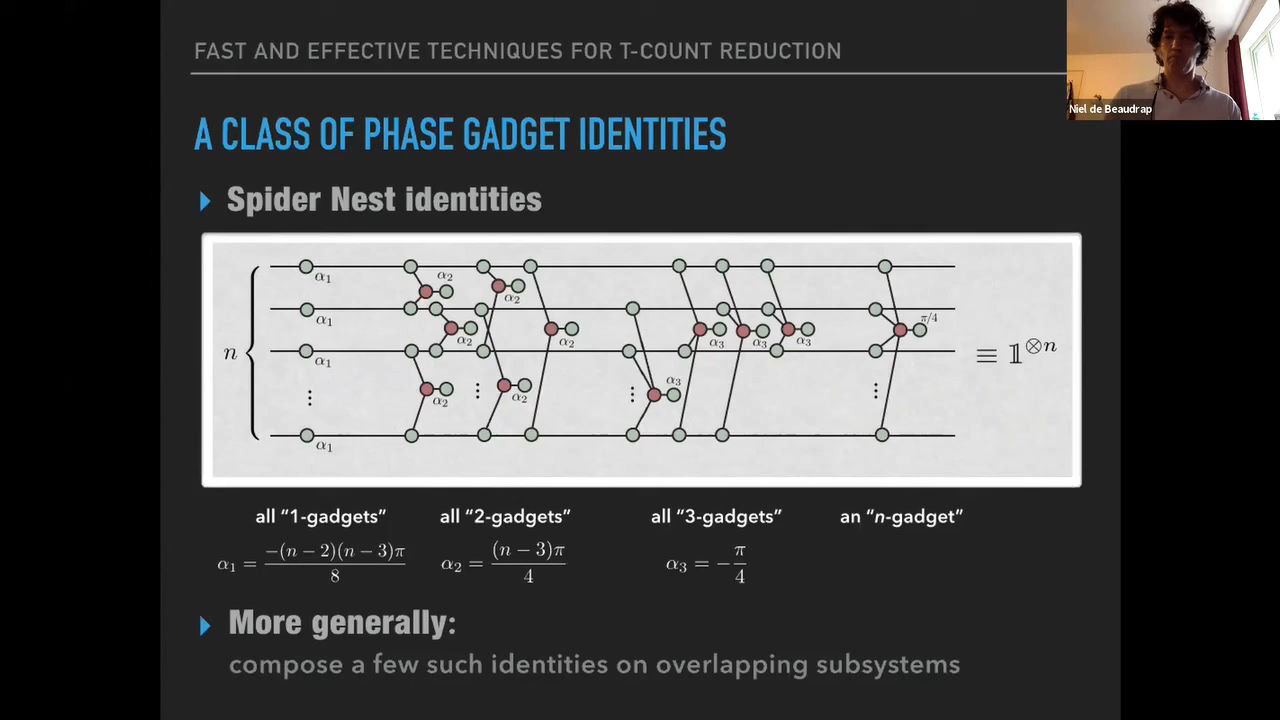 FAST AND EFFECTIVE TECHNIQUES FOR T-COUNT REDUCTION
Niel de Beaudrap
A CLASS OF PHASE GADGET IDENTITIES
Spider Nest identities
n
α₁ α₁ α₁ α₁
α₂ α₂ α₂ α₂ α₂ α₂
α₃ α₃ α₃ α₃
π/4
≡ 𝟙^{⊗n}
all “1-gadgets” all “2-gadgets” all “3-gadgets” an “n-gadget”
α₁ = −(n − 2)(n − 3)π / 8 α₂ = (n − 3)π / 4 α₃ = − π / 4
More generally:
compose a few such identities on overlapping subsystems